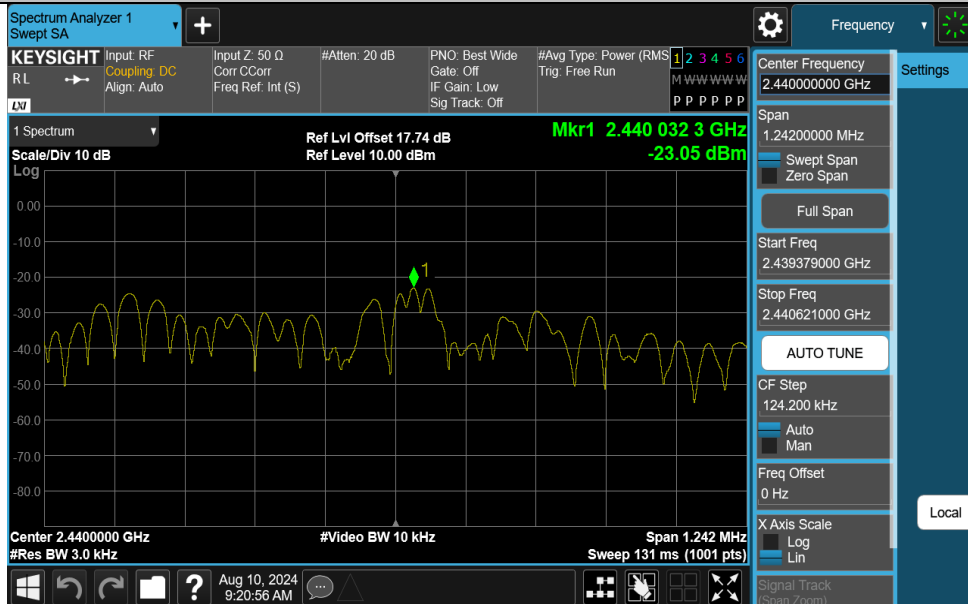 Spectrum Analyzer 1
Swept SA
+
Frequency
KEYSIGHT
RL
LXI
Input: RF
Coupling: DC
Align: Auto
Input Z: 50 Ω
Corr CCorr
Freq Ref: Int (S)
#Atten: 20 dB
PNO: Best Wide
Gate: Off
IF Gain: Low
Sig Track: Off
#Avg Type: Power (RMS
Trig: Free Run
1 2 3 4 5 6
M W W W W W
P P P P P P
1 Spectrum
Scale/Div 10 dB
Log
Ref Lvl Offset 17.74 dB
Ref Level 10.00 dBm
Mkr1 2.440 032 3 GHz
-23.05 dBm
0.00
-10.0
-20.0
-30.0
-40.0
-50.0
-60.0
-70.0
-80.0
1
Center 2.4400000 GHz
#Res BW 3.0 kHz
#Video BW 10 kHz
Span 1.242 MHz
Sweep 131 ms (1001 pts)
?
Aug 10, 2024
9:20:56 AM
Center Frequency
2.440000000 GHz
Span
1.24200000 MHz
Swept Span
Zero Span
Full Span
Start Freq
2.439379000 GHz
Stop Freq
2.440621000 GHz
AUTO TUNE
CF Step
124.200 kHz
Auto
Man
Freq Offset
0 Hz
X Axis Scale
Log
Lin
Signal Track
(Span Zoom)
Settings
Local